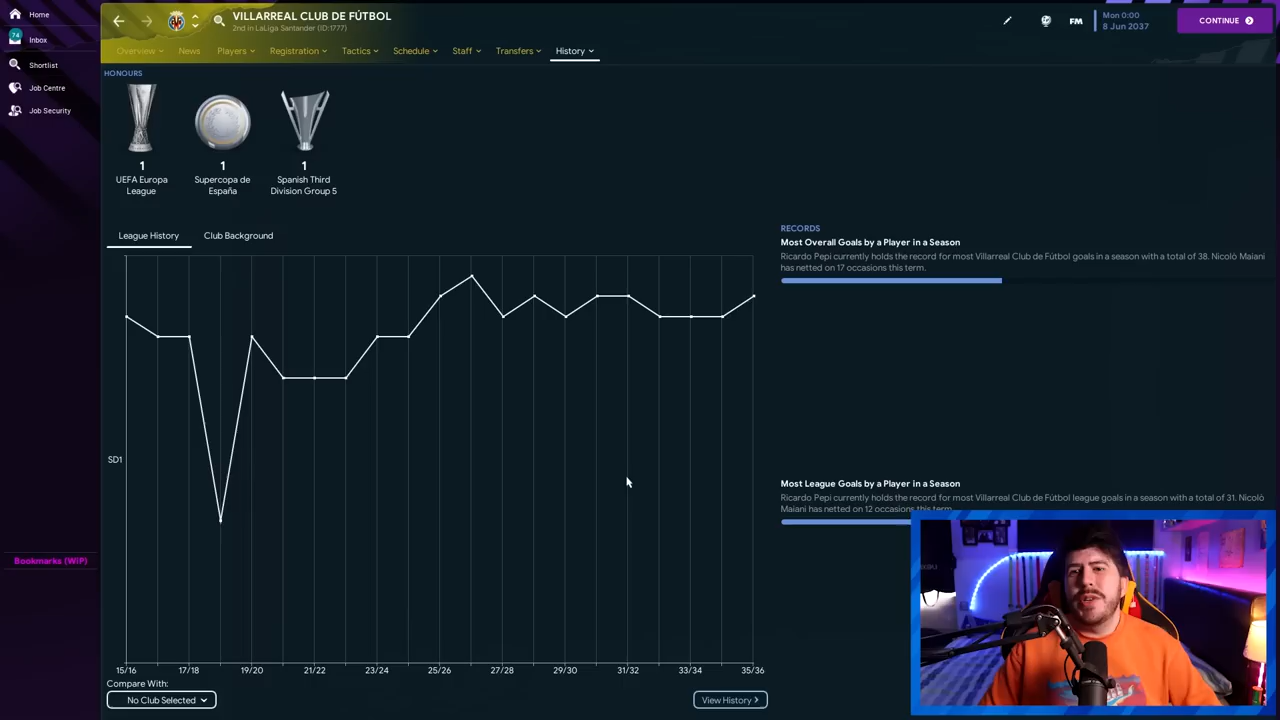 VILLARREAL CLUB DE FÚTBOL
2nd in LaLiga Santander (ID:1777)
Mon 0:00
8 Jun 2037
FM
CONTINUE
Home
74
Inbox
Shortlist
Job Centre
Job Security
Bookmarks (WiP)
Overview
News
Players
Registration
Tactics
Schedule
Staff
Transfers
History
HONOURS
1
UEFA Europa
League
1
Supercopa de
España
1
Spanish Third
Division Group 5
League History
Club Background
SD1
15/16
17/18
19/20
21/22
23/24
25/26
27/28
29/30
31/32
33/34
35/36
Compare With:
No Club Selected
View History
RECORDS
Most Overall Goals by a Player in a Season
Ricardo Pepi currently holds the record for most Villarreal Club de Fútbol goals in a season with a total of 38. Nicolò Maiani
has netted on 17 occasions this term.
Most League Goals by a Player in a Season
Ricardo Pepi currently holds the record for most Villarreal Club de Fútbol league goals in a season with a total of 31. Nicolò
Maiani has netted on 12 occasions this term.